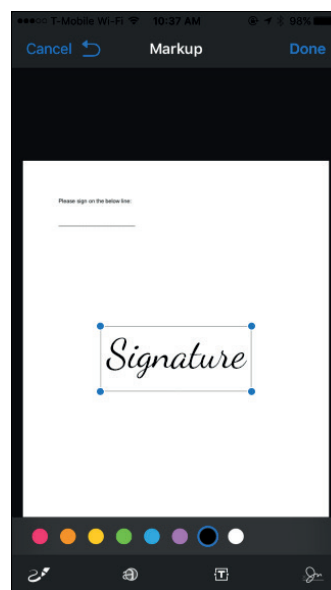 T-Mobile Wi-Fi 10:37 AM 98%
Cancel Markup Done
Please sign on the below line:
Signature
T